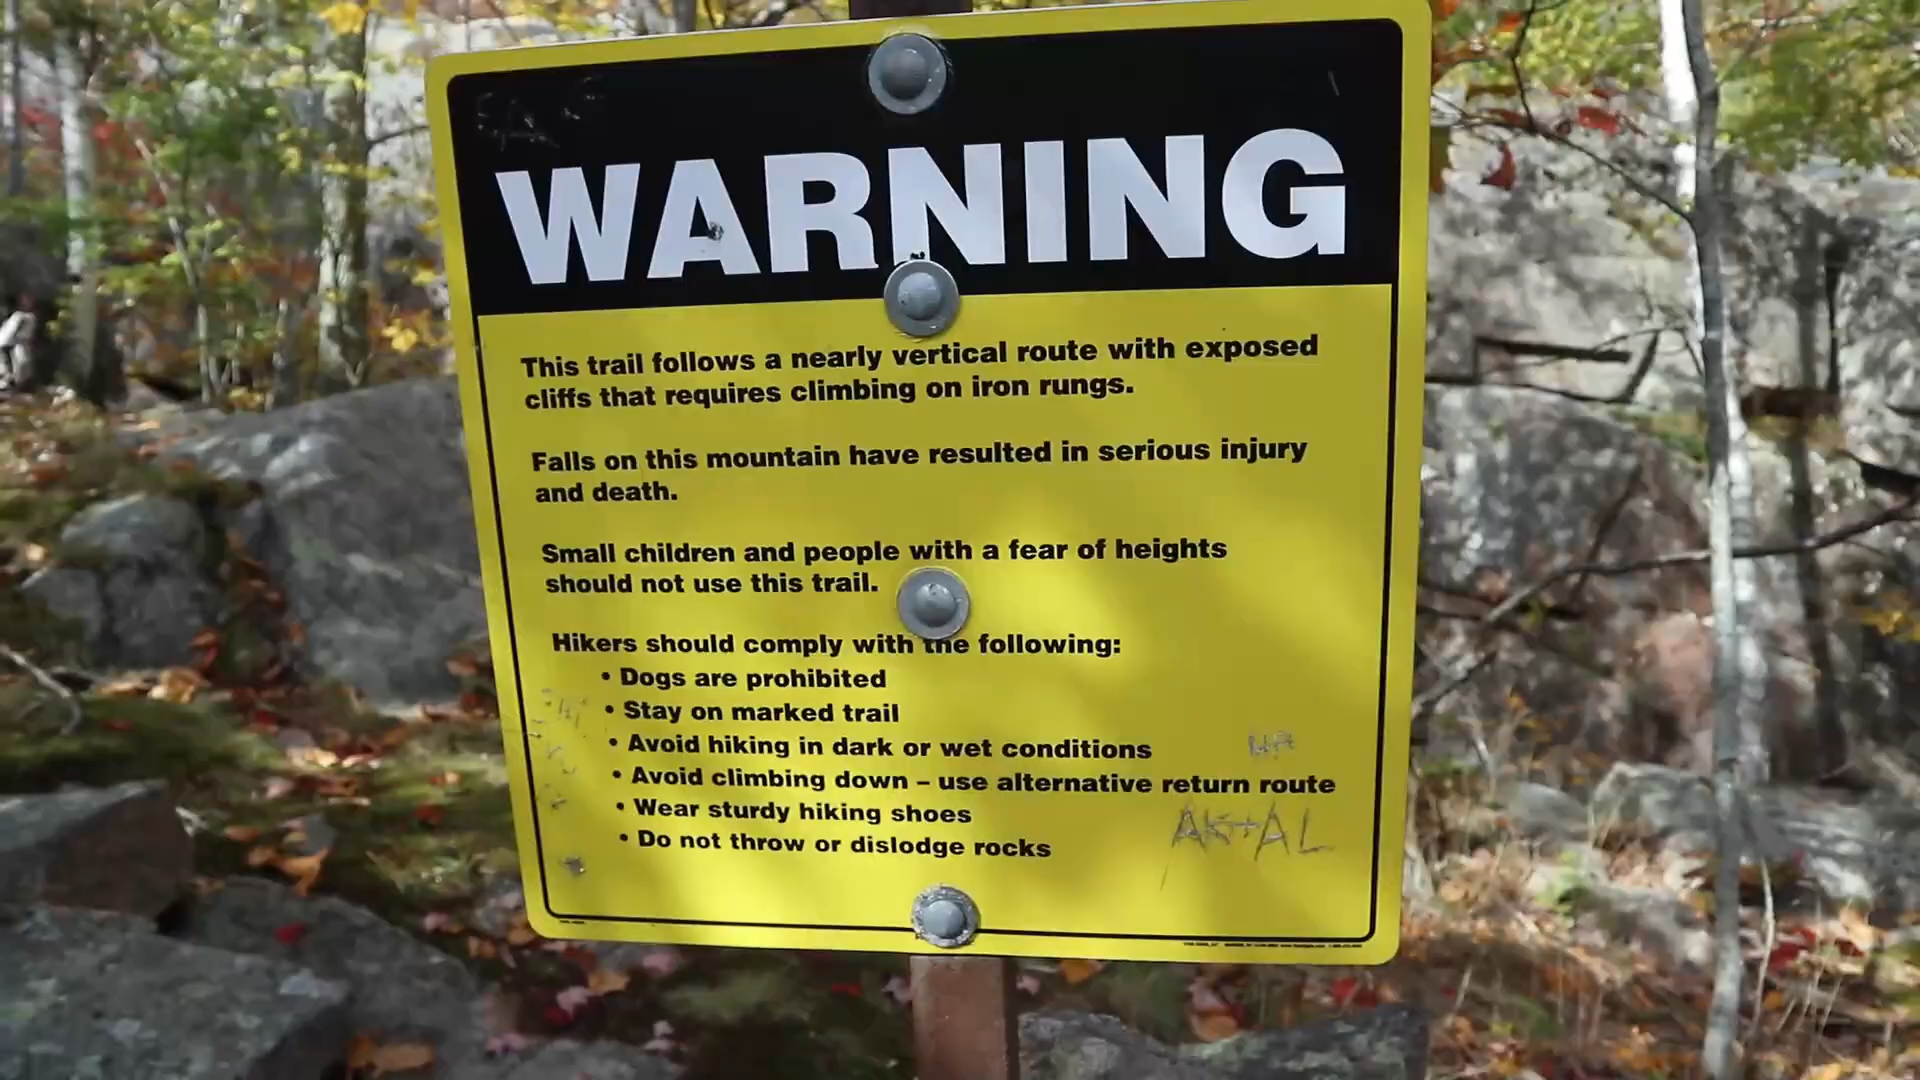 WARNING
This trail follows a nearly vertical route with exposed
cliffs that requires climbing on iron rungs.
Falls on this mountain have resulted in serious injury
and death.
Small children and people with a fear of heights
should not use this trail.
Hikers should comply with the following:
• Dogs are prohibited
• Stay on marked trail
• Avoid hiking in dark or wet conditions
• Avoid climbing down – use alternative return route
• Wear sturdy hiking shoes
• Do not throw or dislodge rocks
AK+AL